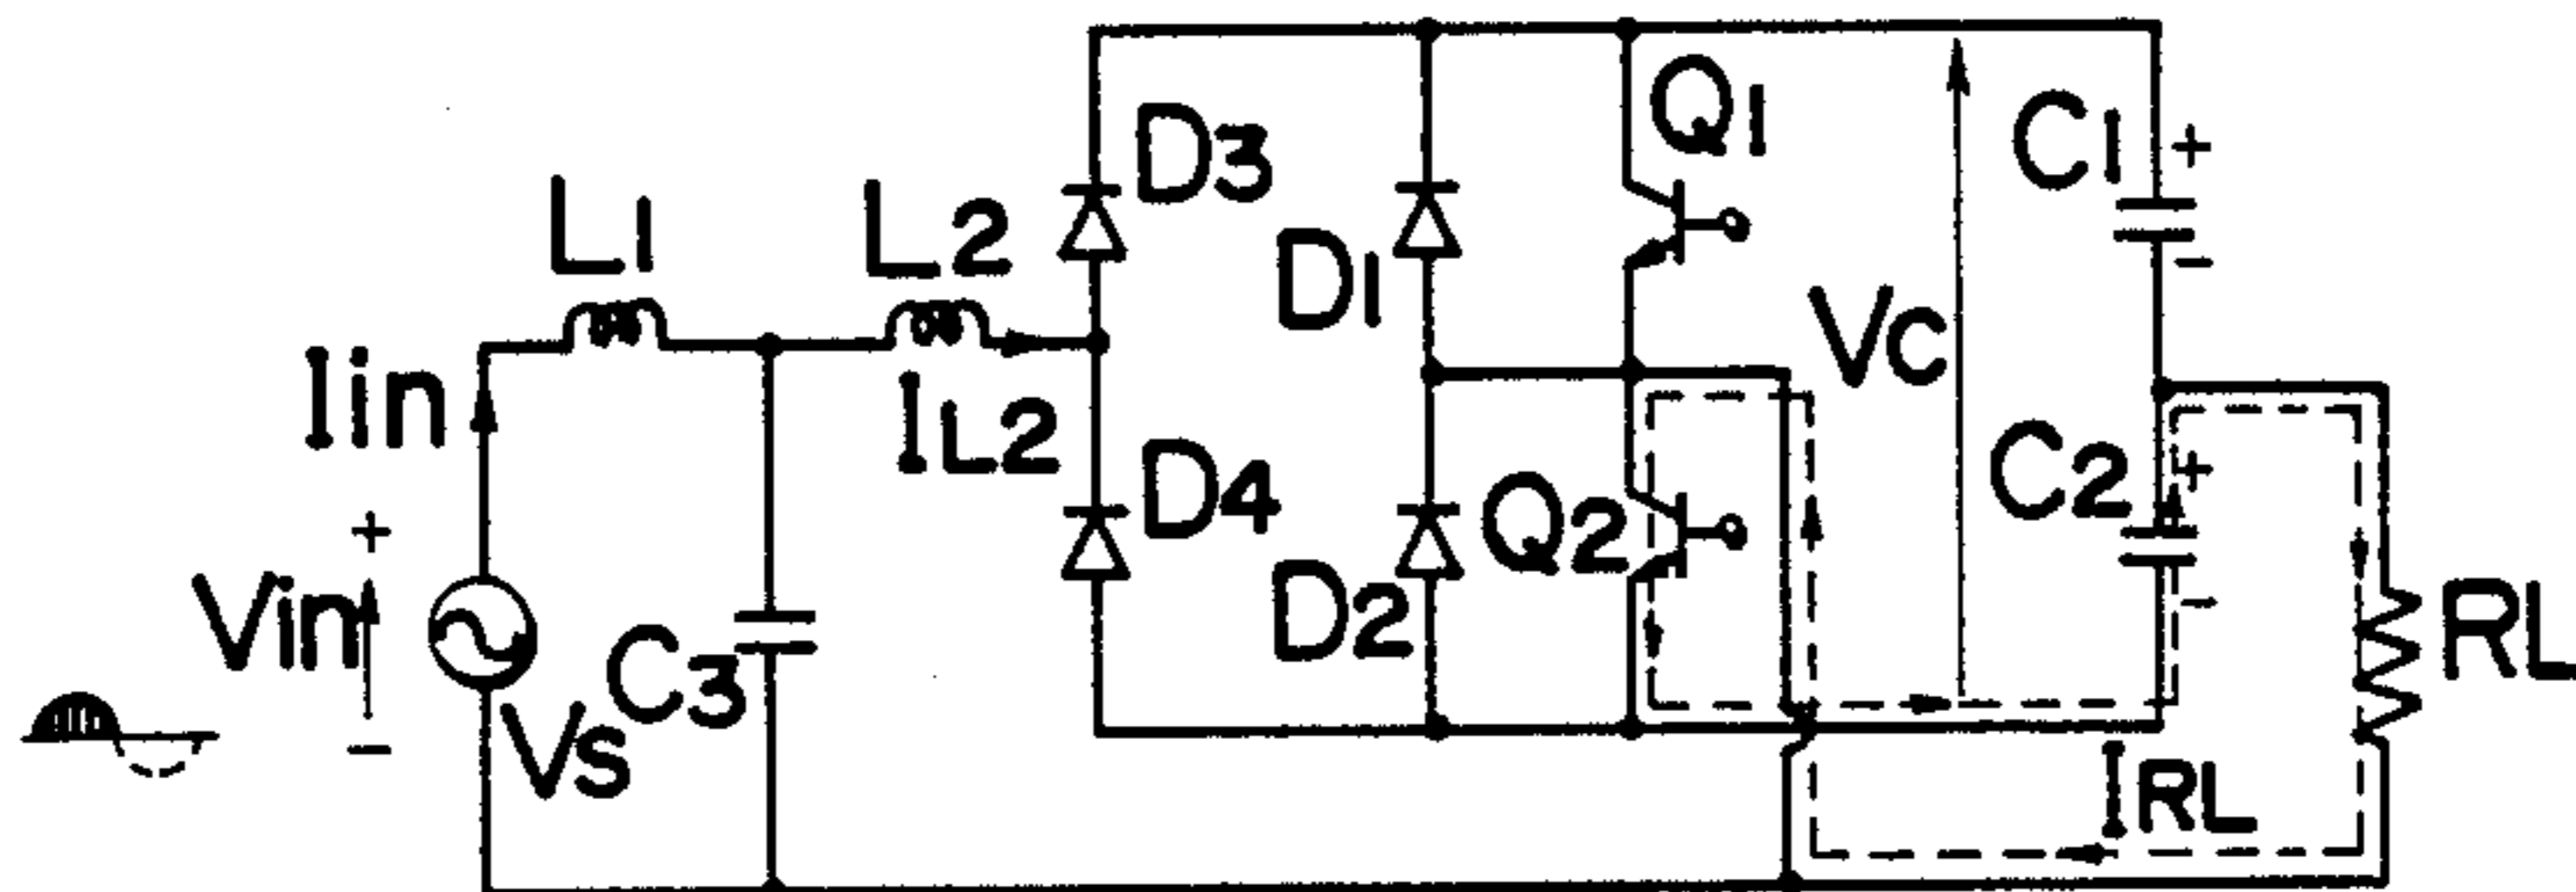 Q1
D3
C1
+
L1
L2
D1
−
VC
Iin
IL2
D4
C2
+
Q2
+
Vin
D2
−
RL
C3
VS
−
IRL